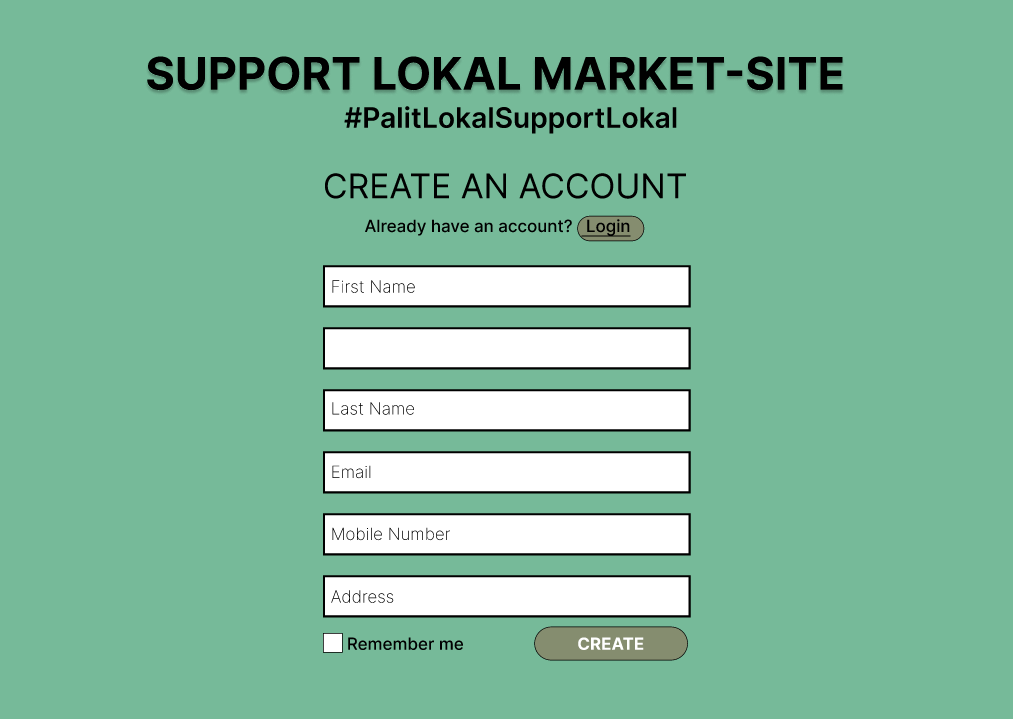 SUPPORT LOKAL MARKET-SITE
#PalitLokalSupportLokal
CREATE AN ACCOUNT
Already have an account? Login
First Name
Last Name
Email
Mobile Number
Address
Remember me
CREATE